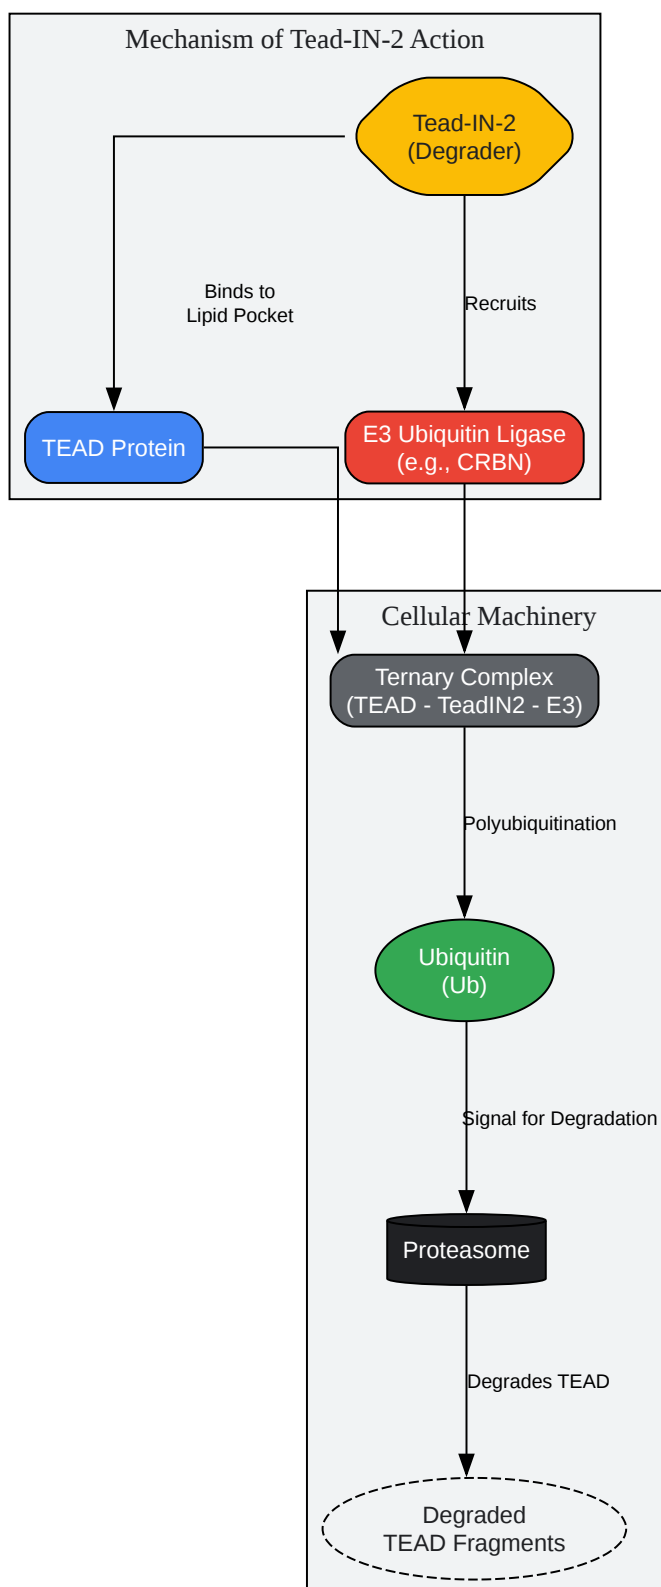 Mechanism of Tead-IN-2 Action
Tead-IN-2
(Degrader)
Binds to
Lipid Pocket
Recruits
TEAD Protein
E3 Ubiquitin Ligase
(e.g., CRBN)
Cellular Machinery
Ternary Complex
(TEAD - TeadIN2 - E3)
Polyubiquitination
Ubiquitin
(Ub)
Signal for Degradation
Proteasome
Degrades TEAD
Degraded
TEAD Fragments